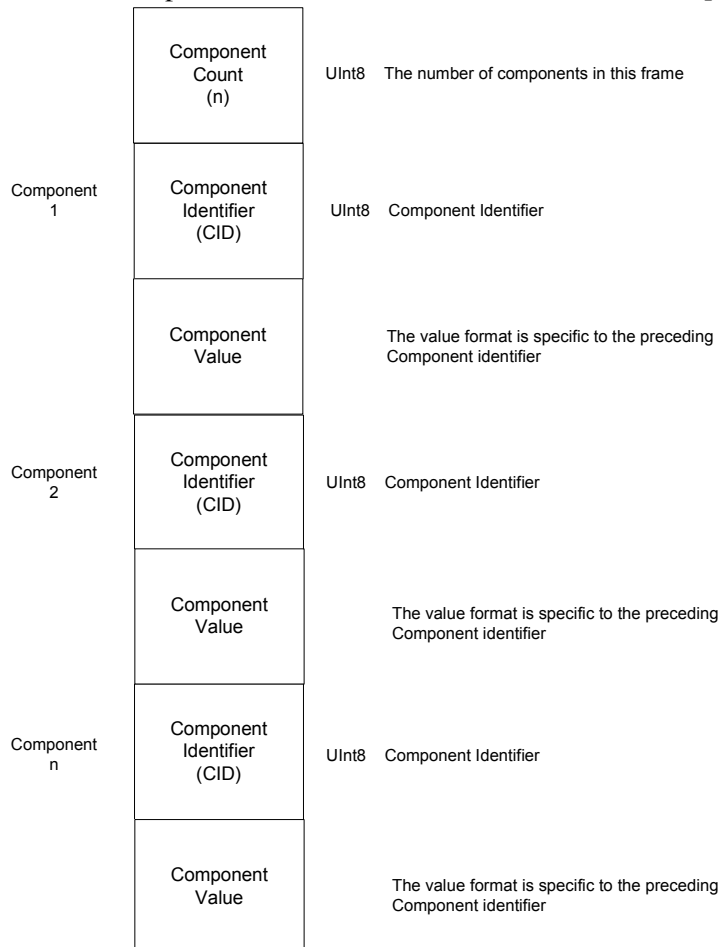 Component
Count
(n)
UInt8 The number of components in this frame
Component
1
Component
Identifier
(CID)
UInt8 Component Identifier
Component
Value
The value format is specific to the preceding
Component identifier
Component
2
Component
Identifier
(CID)
UInt8 Component Identifier
Component
Value
The value format is specific to the preceding
Component identifier
Component
n
Component
Identifier
(CID)
UInt8 Component Identifier
Component
Value
The value format is specific to the preceding
Component identifier